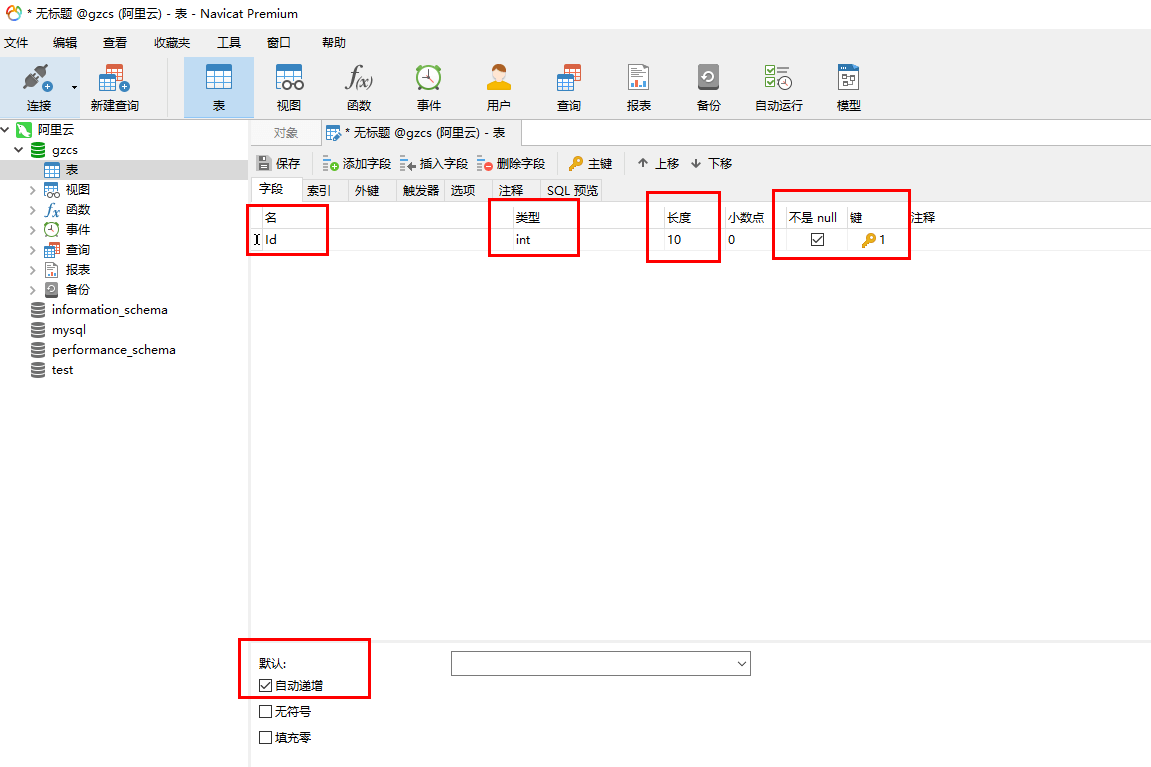 * 无标题 @gzcs (阿里云) - 表 - Navicat Premium
文件 编辑 查看 收藏夹 工具 窗口 帮助
连接 新建查询 表 视图 函数 事件 用户 查询 报表 备份 自动运行 模型
阿里云
gzcs
表
视图
函数
事件
查询
报表
备份
information_schema
mysql
performance_schema
test
对象 * 无标题 @gzcs (阿里云) - 表
保存 添加字段 插入字段 删除字段 主键 上移 下移
字段 索引 外键 触发器 选项 注释 SQL 预览
名 类型 长度 小数点 不是 null 键 注释
Id int 10 0 1
默认:
自动递增
无符号
填充零